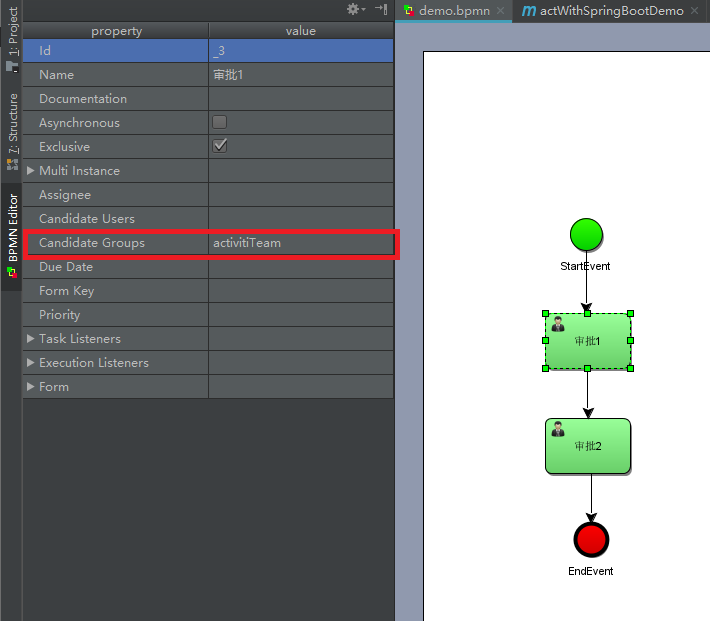 1: Project
7: Structure
BPMN Editor
property value
Id _3
Name 审批1
Documentation
Asynchronous
Exclusive
Multi Instance
Assignee
Candidate Users
Candidate Groups activitiTeam
Due Date
Form Key
Priority
Task Listeners
Execution Listeners
Form
demo.bpmn
m actWithSpringBootDemo
StartEvent
审批1
审批2
EndEvent